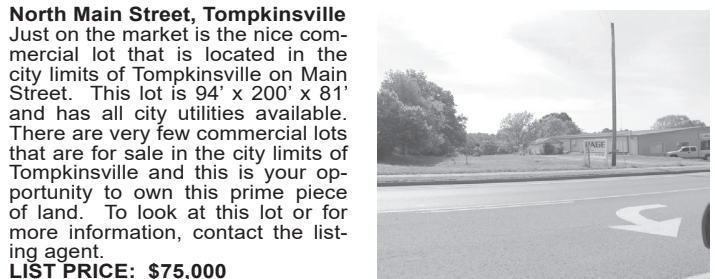 North Main Street, Tompkinsville
Just on the market is the nice com-
mercial lot that is located in the
city limits of Tompkinsville on Main
Street.  This lot is 94’ x 200’ x 81’
and has all city utilities available.
There are very few commercial lots
that are for sale in the city limits of
Tompkinsville and this is your op-
portunity to own this prime piece
of land.  To look at this lot or for
more information, contact the list-
ing agent.
LIST PRICE:  $75,000
PAGE